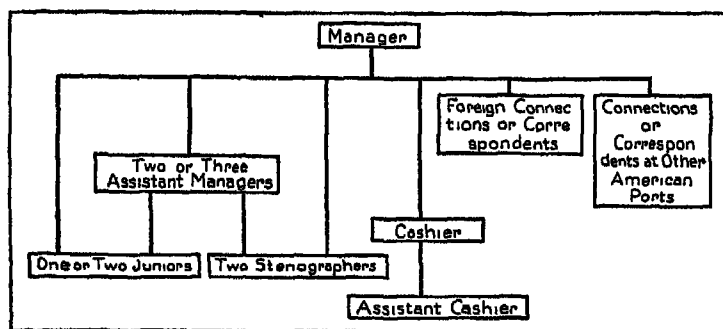 Manager
Foreign Connec
tions or Corre
spondents
Connections
or
Correspon
dents at Other
American
Ports
Two or Three
Assistant Managers
Cashier
One or Two Juniors
Two Stenographers
Assistant Cashier